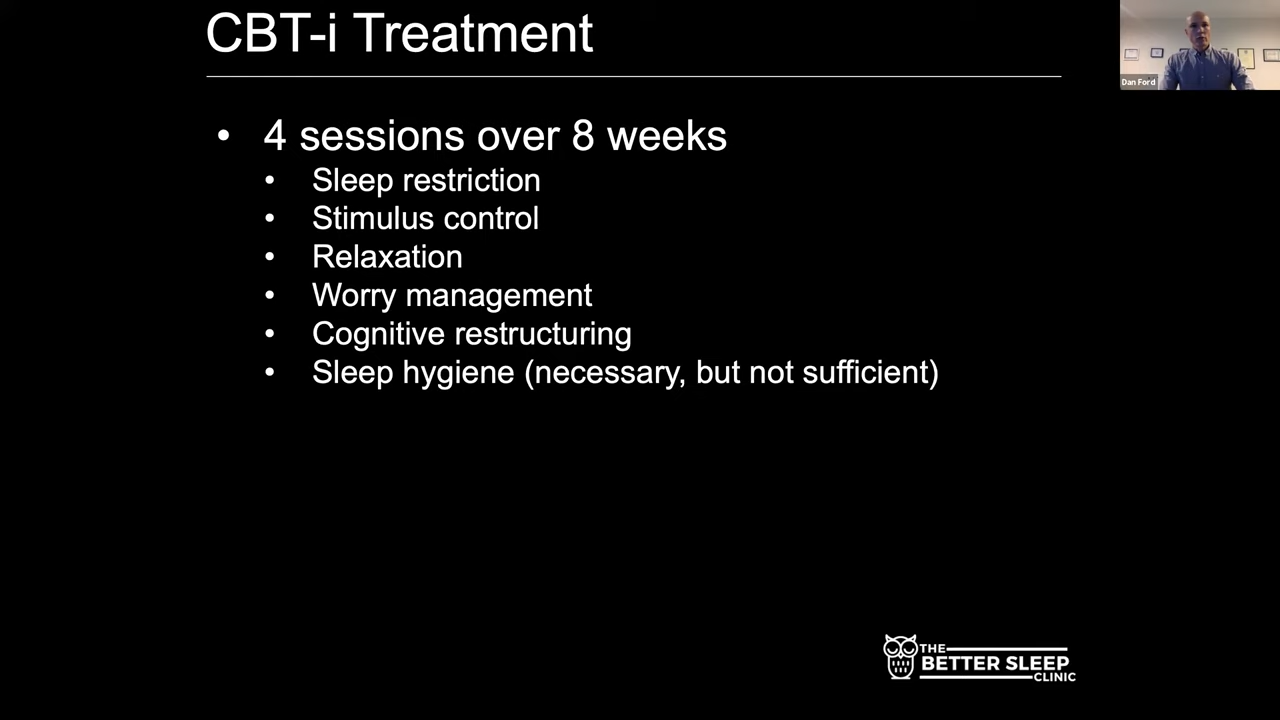 CBT-i Treatment
Dan Ford
• 4 sessions over 8 weeks
• Sleep restriction
• Stimulus control
• Relaxation
• Worry management
• Cognitive restructuring
• Sleep hygiene (necessary, but not sufficient)
THE
BETTER SLEEP
CLINIC